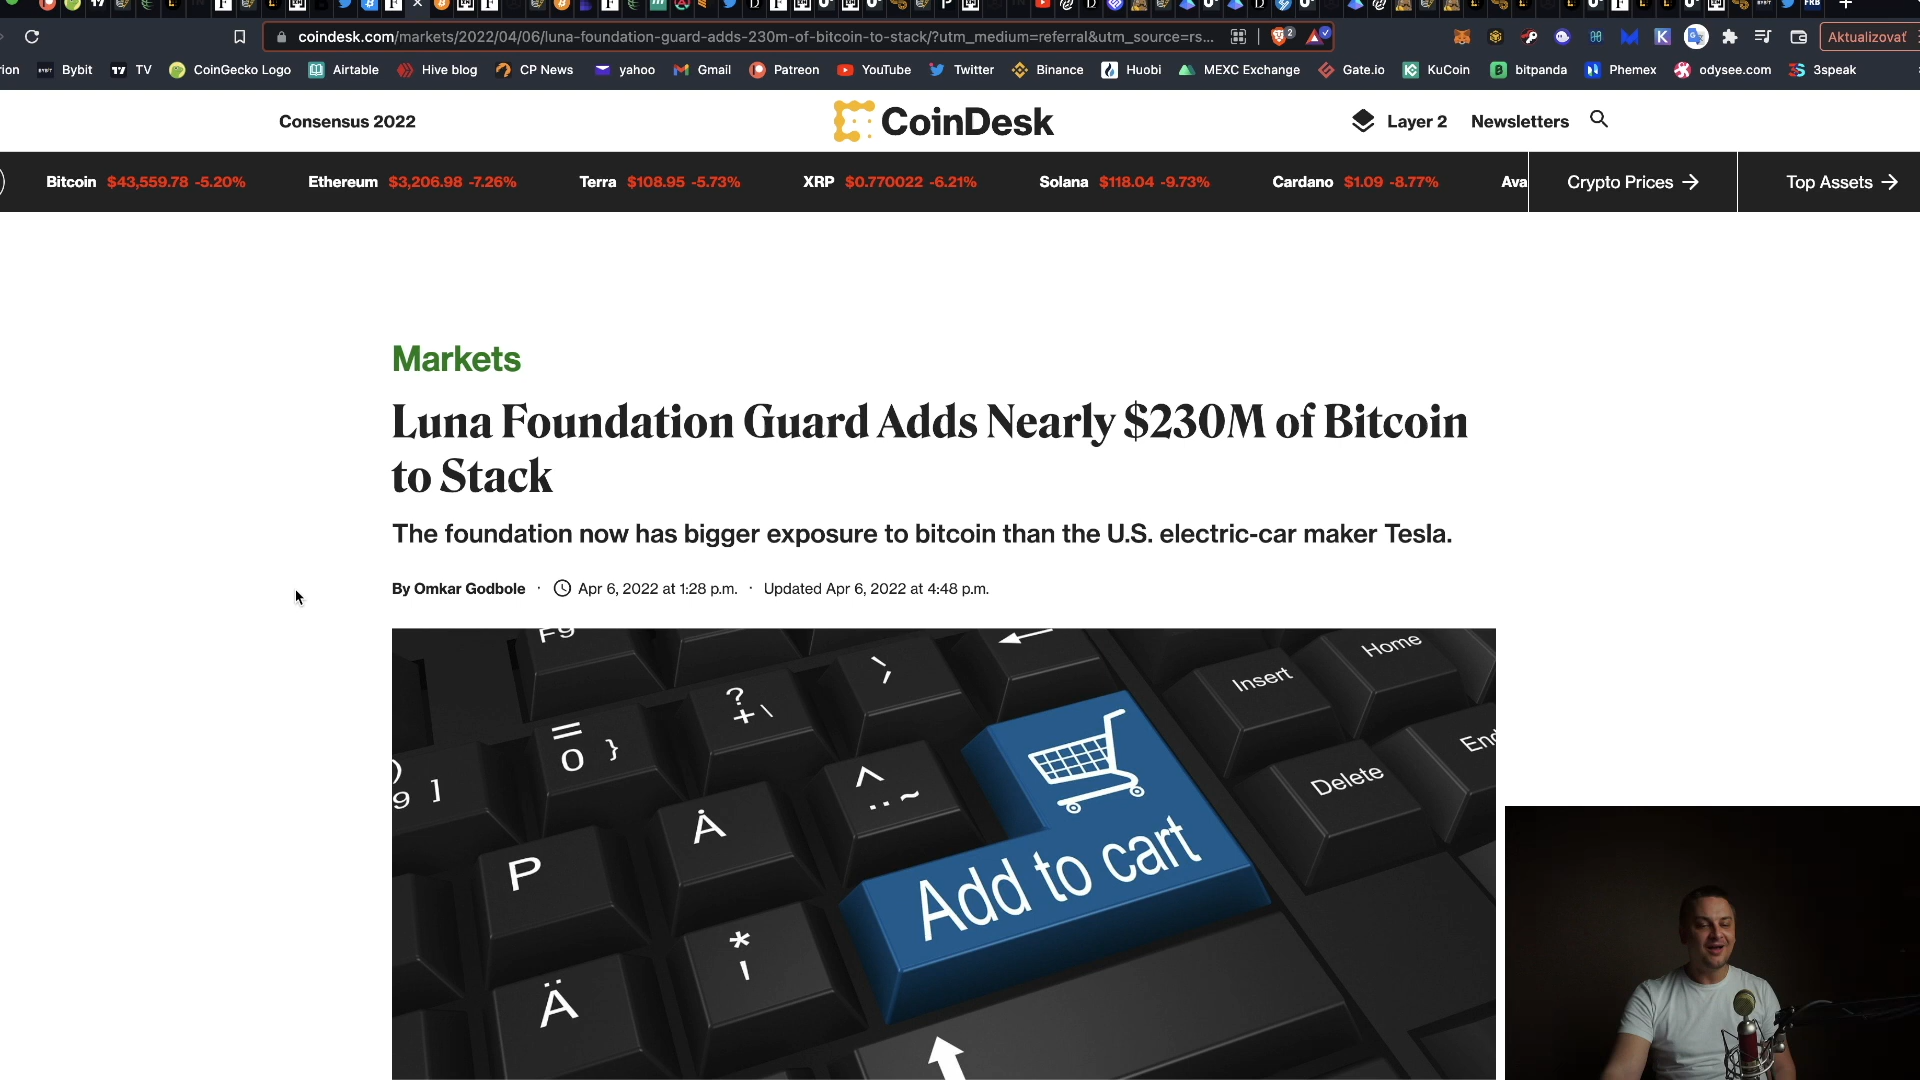 coindesk.com/markets/2022/04/06/luna-foundation-guard-adds-230m-of-bitcoin-to-stack/?utm_medium=referral&utm_source=rs...
Aktualizovať
Bybit TV CoinGecko Logo Airtable Hive blog CP News yahoo Gmail Patreon YouTube Twitter Binance Huobi MEXC Exchange Gate.io KuCoin bitpanda Phemex odysee.com 3speak
Consensus 2022
CoinDesk
Layer 2 Newsletters
Bitcoin $43,559.78 -5.20% Ethereum $3,206.98 -7.26% Terra $108.95 -5.73% XRP $0.770022 -6.21% Solana $118.04 -9.73% Cardano $1.09 -8.77% Ava
Crypto Prices → Top Assets →
Markets
Luna Foundation Guard Adds Nearly $230M of Bitcoin
to Stack
The foundation now has bigger exposure to bitcoin than the U.S. electric-car maker Tesla.
By Omkar Godbole · Apr 6, 2022 at 1:28 p.m. · Updated Apr 6, 2022 at 4:48 p.m.
F9
Home
Insert
End
Delete
? + \
= 0 }
) 9 ]
^ ¨ ~
Å
P
Add to cart
* '
Ä